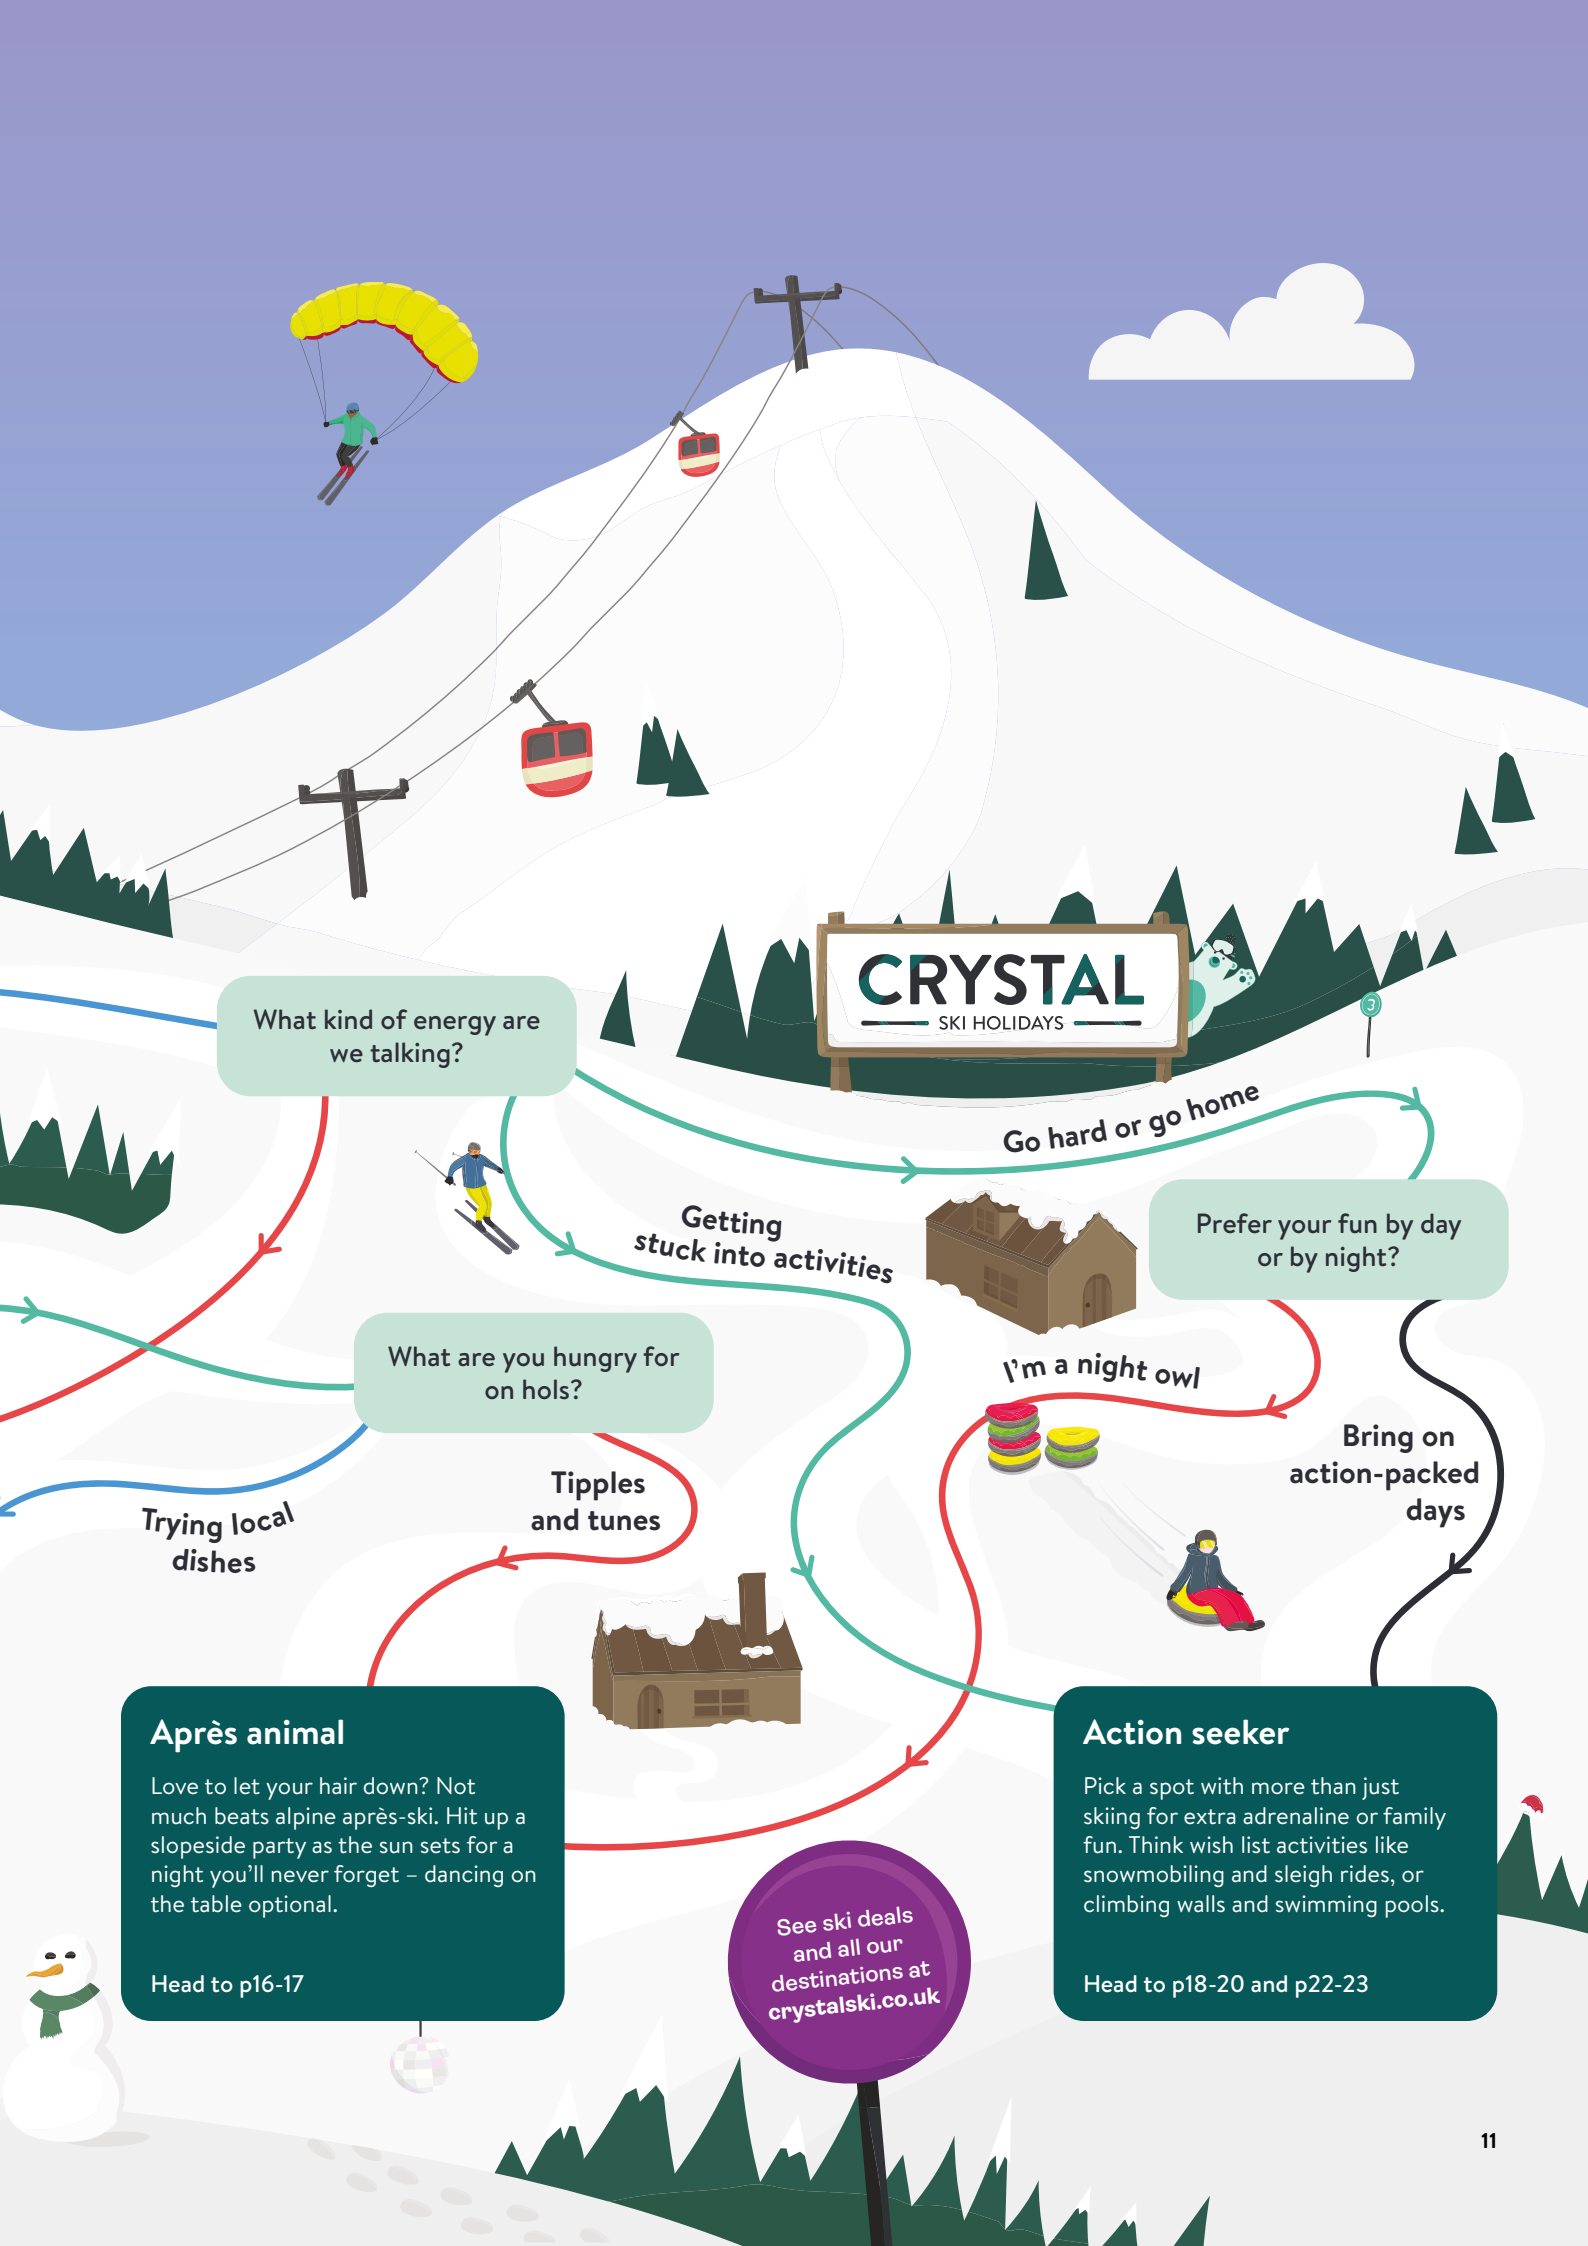 CRYSTAL
SKI HOLIDAYS
3
What kind of energy are
we talking?
Go hard or go home
Getting
stuck into activities
Prefer your fun by day
or by night?
What are you hungry for
on hols?
I'm a night owl
Bring on
action-packed
days
Tipples
and tunes
Trying local
dishes
Après animal
Love to let your hair down? Not
much beats alpine après-ski. Hit up a
slopeside party as the sun sets for a
night you'll never forget – dancing on
the table optional.
Head to p16-17
Action seeker
Pick a spot with more than just
skiing for extra adrenaline or family
fun. Think wish list activities like
snowmobiling and sleigh rides, or
climbing walls and swimming pools.
Head to p18-20 and p22-23
See ski deals
and all our
destinations at
crystalski.co.uk
11